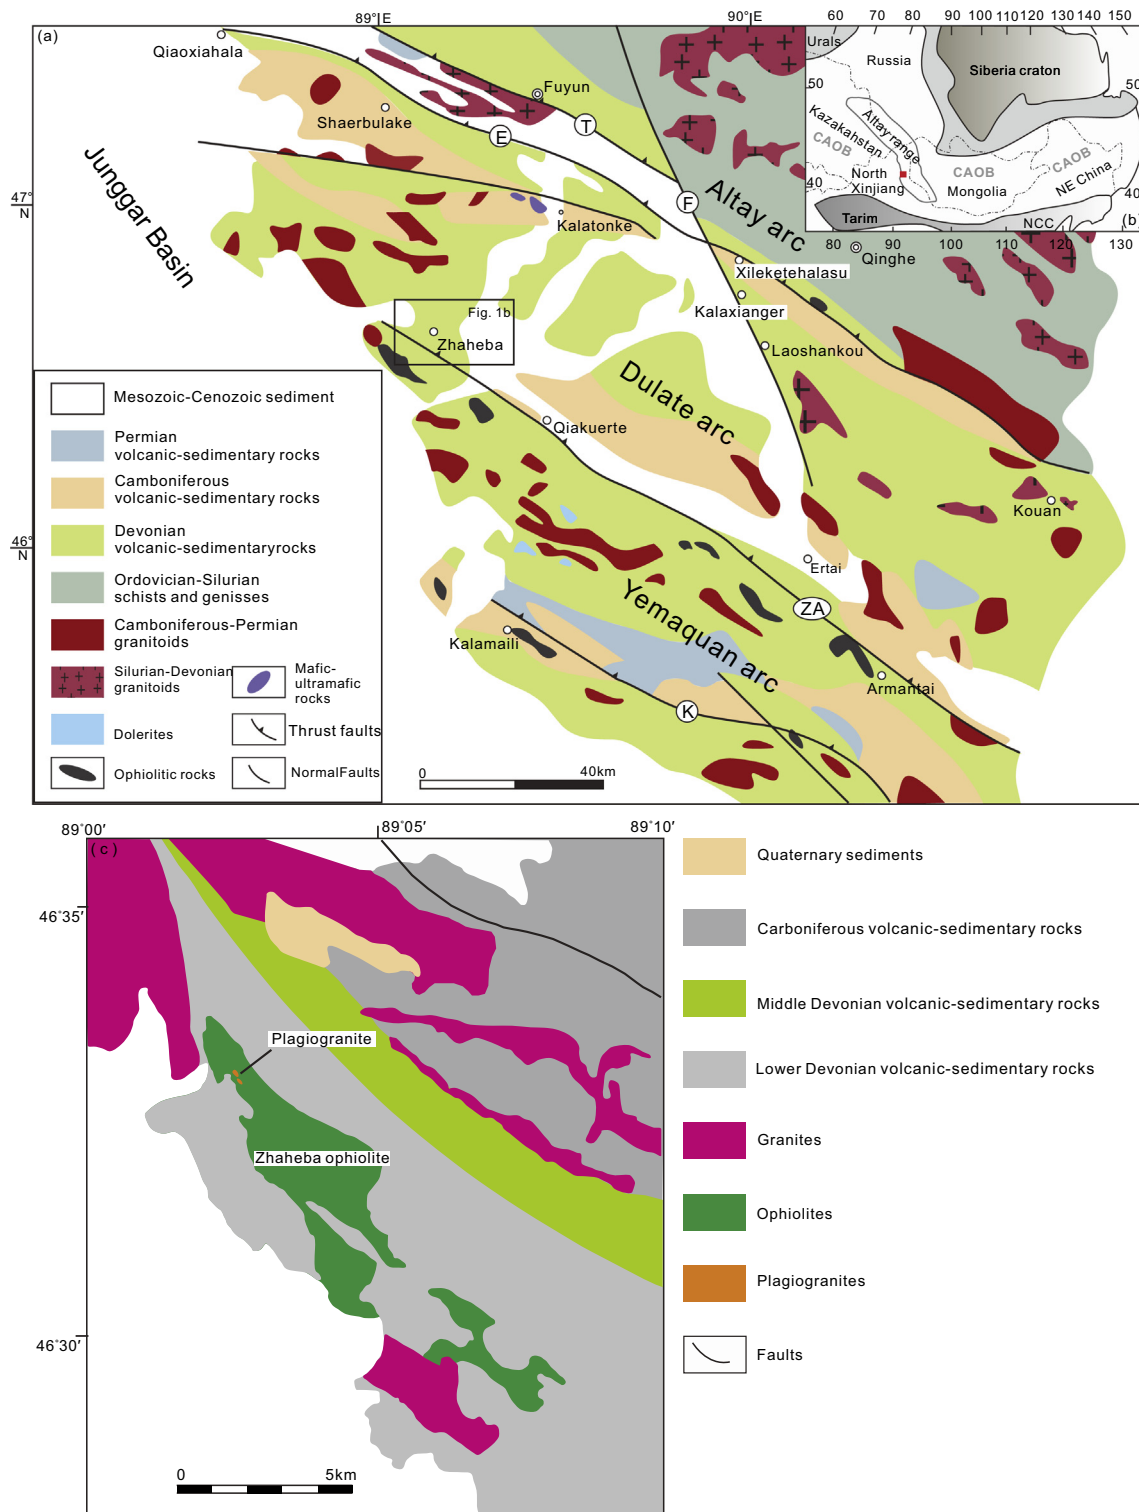 89°E
90°E
(a)
Qiaoxiahala
Fuyun
Shaerbulake
E
T
47°
N
Junggar Basin
F
Altay arc
Kalatonke
Xileketehalasu
Qinghe
Kalaxianger
Fig. 1b
Zhaheba
Laoshankou
Dulate arc
Qiakuerte
Kouan
46°
N
Ertai
Yemaquan arc
ZA
Kalamaili
Armantai
K
0
40km
60
70
80
90
100
110
120
130
140
150
Urals
Russia
Siberia craton
50
50
Kazakahstan
Altay range
CAOB
CAOB
CAOB
North
Xinjiang
Mongolia
NE China
40
40
Tarim
NCC
(b)
80
90
100
110
120
130
Mesozoic-Cenozoic sediment
Permian
volcanic-sedimentary rocks
Camboniferous
volcanic-sedimentary rocks
Devonian
volcanic-sedimentaryrocks
Ordovician-Silurian
schists and genisses
Camboniferous-Permian
granitoids
Silurian-Devonian
granitoids
Mafic-
ultramafic
rocks
Dolerites
Thrust faults
Ophiolitic rocks
NormalFaults
89°00′
89°05′
89°10′
(c)
46°35′
Plagiogranite
Zhaheba ophiolite
46°30′
0
5km
Quaternary sediments
Carboniferous volcanic-sedimentary rocks
Middle Devonian volcanic-sedimentary rocks
Lower Devonian volcanic-sedimentary rocks
Granites
Ophiolites
Plagiogranites
Faults